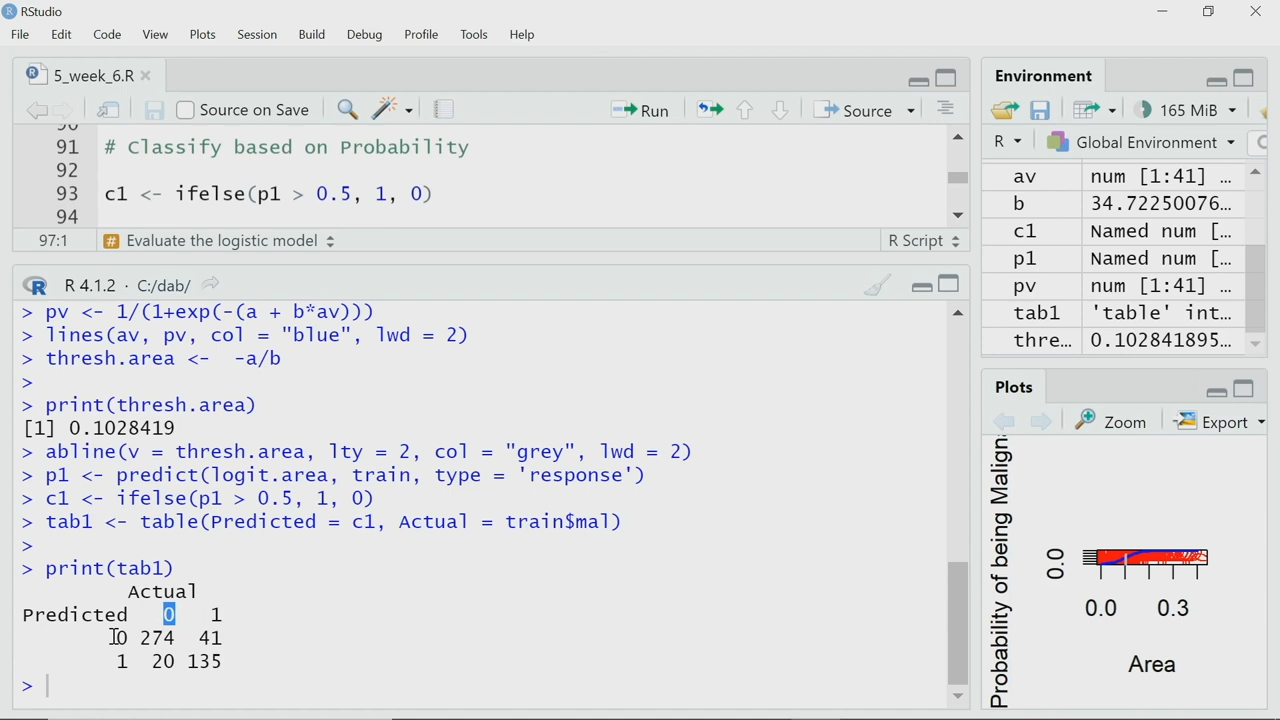 RStudio
File Edit Code View Plots Session Build Debug Profile Tools Help
5_week_6.R
Source on Save
Run
Source
91 # Classify based on Probability
92
93 c1 <- ifelse(p1 > 0.5, 1, 0)
94
97:1 # Evaluate the logistic model
R Script
R 4.1.2 · C:/dab/
> pv <- 1/(1+exp(-(a + b*av)))
> lines(av, pv, col = "blue", lwd = 2)
> thresh.area <- -a/b
>
> print(thresh.area)
[1] 0.1028419
> abline(v = thresh.area, lty = 2, col = "grey", lwd = 2)
> p1 <- predict(logit.area, train, type = 'response')
> c1 <- ifelse(p1 > 0.5, 1, 0)
> tab1 <- table(Predicted = c1, Actual = train$mal)
>
> print(tab1)
Actual
Predicted 0 1
0 274 41
1 20 135
>
Environment
165 MiB
R Global Environment
av num [1:41] ...
b 34.72250076...
c1 Named num [...
p1 Named num [...
pv num [1:41] ...
tab1 'table' int...
thre... 0.102841895...
Plots
Zoom Export
Probability of being Malign
0.0
0.0 0.3
Area